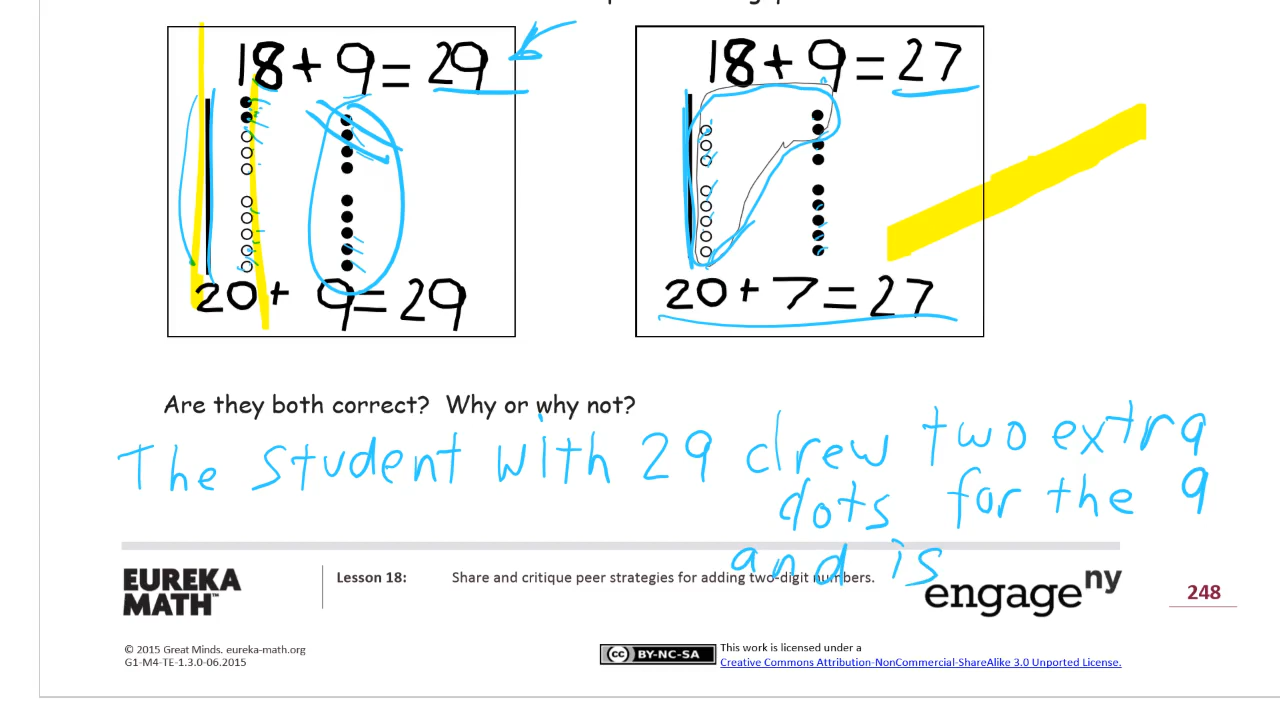 18 + 9 = 29
20 + 9 = 29
18 + 9 = 27
20 + 7 = 27
Are they both correct? Why or why not?
The student with 29 drew two extra
dots for the 9
and is
EUREKA
MATH™
Lesson 18:
Share and critique peer strategies for adding two-digit numbers.
engage ny
248
© 2015 Great Minds. eureka-math.org
G1-M4-TE-1.3.0-06.2015
cc BY-NC-SA
This work is licensed under a
Creative Commons Attribution-NonCommercial-ShareAlike 3.0 Unported License.